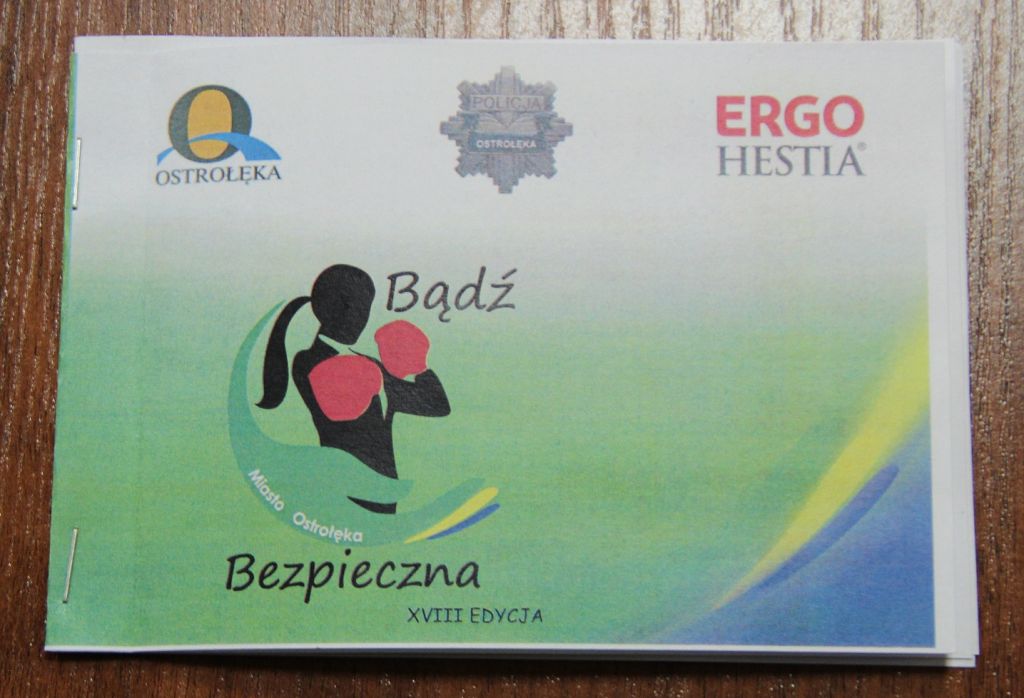 OSTROŁĘKA
POLICJA
OSTROŁĘKA
ERGO
HESTIA®
Bądź
Miasto Ostrołęka
Bezpieczna
XVIII EDYCJA